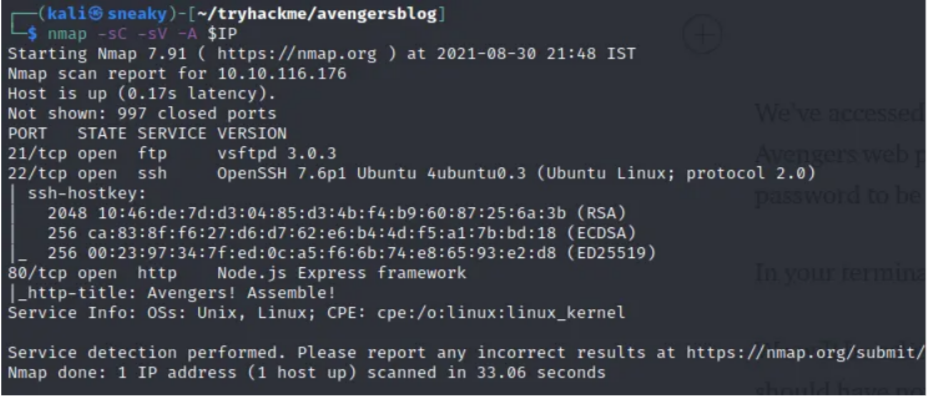 ┌──(kali㉿sneaky)-[~/tryhackme/avengersblog]
└─$ nmap -sC -sV -A $IP
Starting Nmap 7.91 ( https://nmap.org ) at 2021-08-30 21:48 IST
Nmap scan report for 10.10.116.176
Host is up (0.17s latency).
Not shown: 997 closed ports
PORT   STATE SERVICE VERSION
21/tcp open  ftp     vsftpd 3.0.3
22/tcp open  ssh     OpenSSH 7.6p1 Ubuntu 4ubuntu0.3 (Ubuntu Linux; protocol 2.0)
| ssh-hostkey:
|   2048 10:46:de:7d:d3:04:85:d3:4b:f4:b9:60:87:25:6a:3b (RSA)
|   256 ca:83:8f:f6:27:d6:d7:62:e6:b4:4d:f5:a1:7b:bd:18 (ECDSA)
|_  256 00:23:97:34:7f:ed:0c:a5:f6:6b:74:e8:65:93:e2:d8 (ED25519)
80/tcp open  http    Node.js Express framework
|_http-title: Avengers! Assemble!
Service Info: OSs: Unix, Linux; CPE: cpe:/o:linux:linux_kernel
Service detection performed. Please report any incorrect results at https://nmap.org/submit/
Nmap done: 1 IP address (1 host up) scanned in 33.06 seconds
We've accessed
Avengers web p
password to be
In your termina
should have no